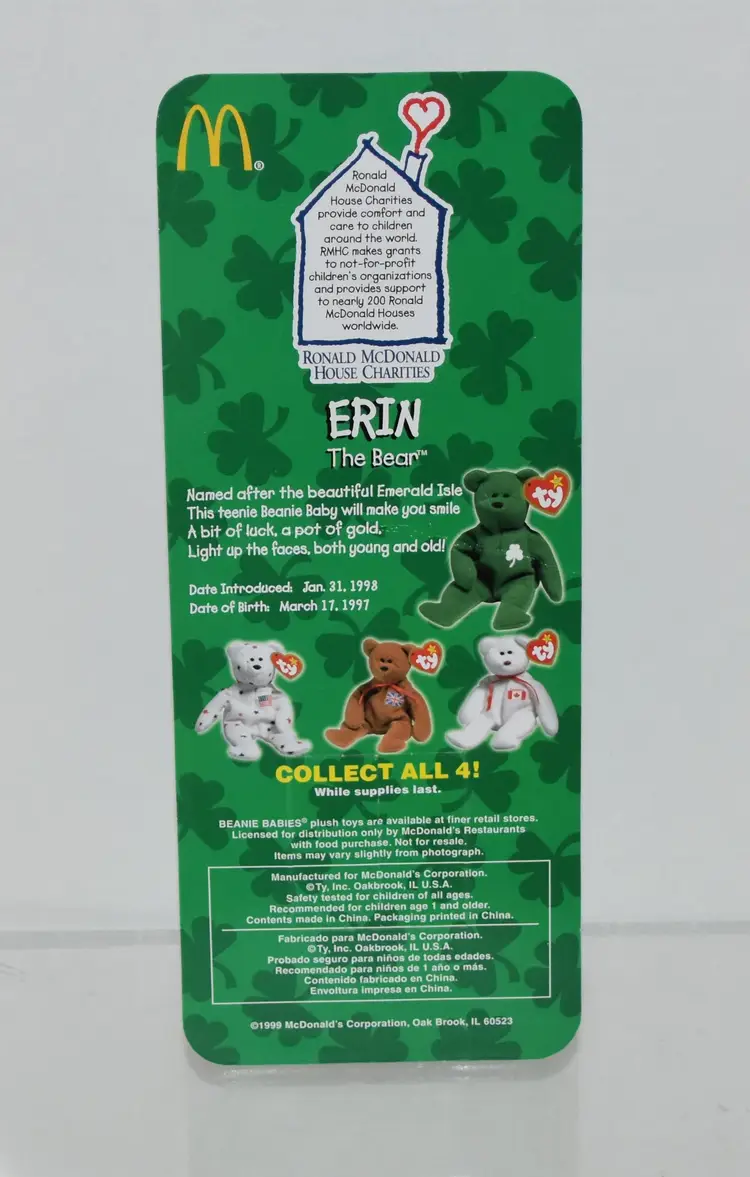 Ronald
McDonald
House Charities
provide comfort and
care to children
around the world.
RMHC makes grants
to not-for-profit
children's organizations
and provides support
to nearly 200 Ronald
McDonald Houses
worldwide.
RONALD MCDONALD
HOUSE CHARITIES
ERIN
The Bear™
Named after the beautiful Emerald Isle
This teenie Beanie Baby will make you smile
A bit of luck, a pot of gold,
Light up the faces, both young and old!
ty
Date Introduced: Jan. 31, 1998
Date of Birth: March 17, 1997
ty
ty
ty
COLLECT ALL 4!
While supplies last.
BEANIE BABIES® plush toys are available at finer retail stores.
Licensed for distribution only by McDonald's Restaurants
with food purchase. Not for resale.
Items may vary slightly from photograph.
Manufactured for McDonald's Corporation.
©Ty, Inc. Oakbrook, IL U.S.A.
Safety tested for children of all ages.
Recommended for children age 1 and older.
Contents made in China. Packaging printed in China.
Fabricado para McDonald's Corporation.
©Ty, Inc. Oakbrook, IL U.S.A.
Probado seguro para niños de todas edades.
Recomendado para niños de 1 año o más.
Contenido fabricado en China.
Envoltura impresa en China.
©1999 McDonald's Corporation, Oak Brook, IL 60523